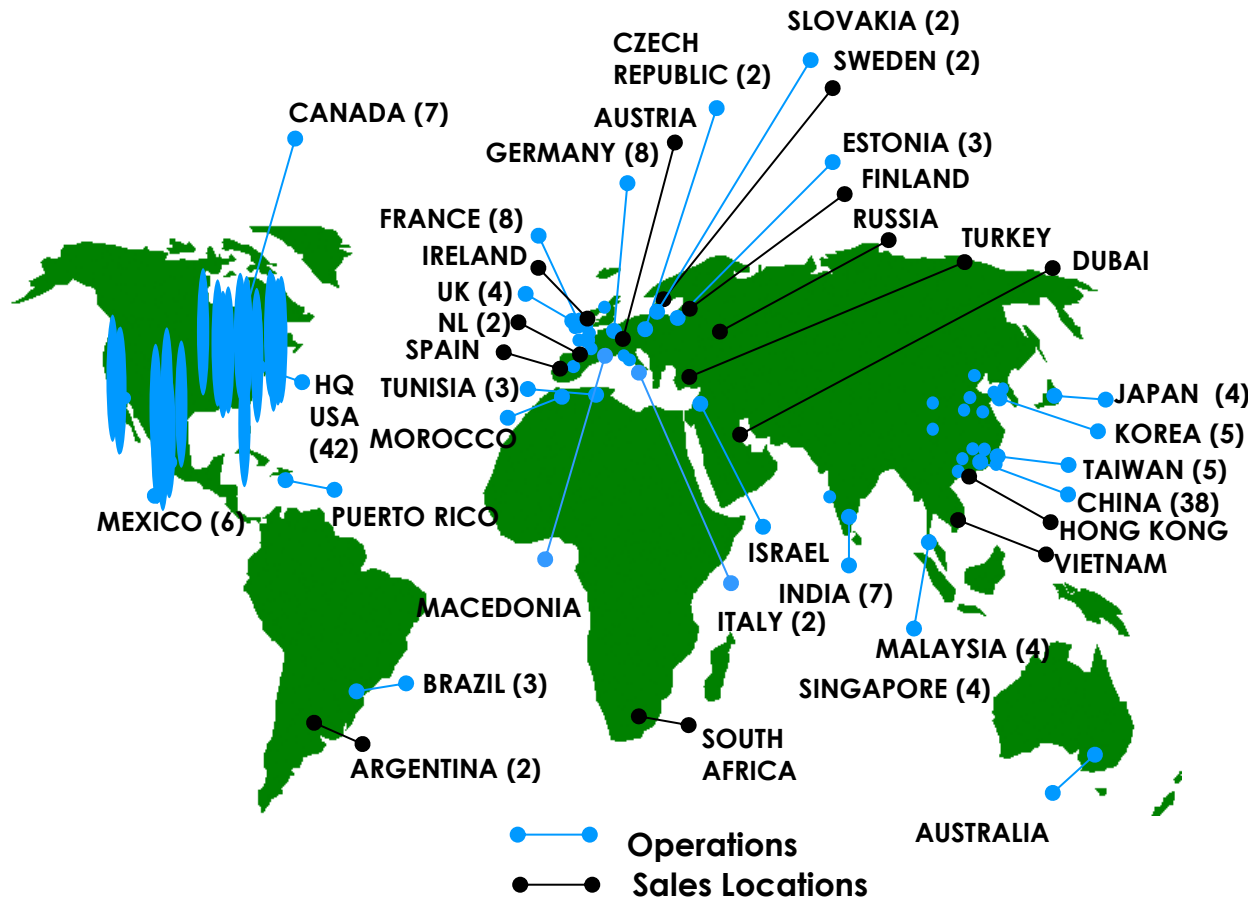 SLOVAKIA (2)
CZECH
REPUBLIC (2)
SWEDEN (2)
CANADA (7)
AUSTRIA
GERMANY (8)
ESTONIA (3)
FINLAND
FRANCE (8)
RUSSIA
IRELAND
TURKEY
DUBAI
UK (4)
NL (2)
SPAIN
TUNISIA (3)
HQ
USA
(42)
JAPAN (4)
MOROCCO
KOREA (5)
TAIWAN (5)
CHINA (38)
MEXICO (6)
PUERTO RICO
HONG KONG
ISRAEL
VIETNAM
INDIA (7)
MACEDONIA
ITALY (2)
MALAYSIA (4)
BRAZIL (3)
SINGAPORE (4)
SOUTH
AFRICA
ARGENTINA (2)
AUSTRALIA
Operations
Sales Locations